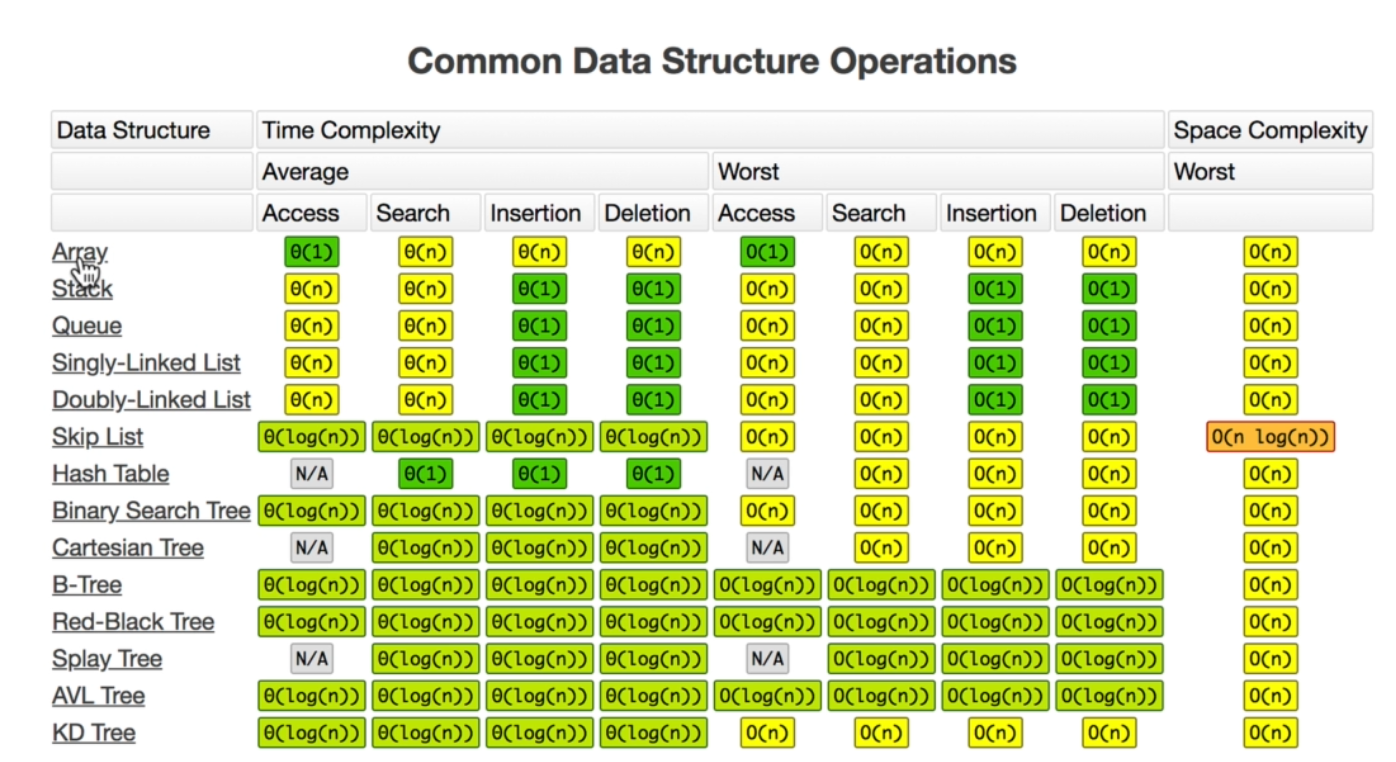 Common Data Structure Operations
Data Structure Time Complexity Space Complexity
Average Worst Worst
Access Search Insertion Deletion Access Search Insertion Deletion
Array θ(1) θ(n) θ(n) θ(n) O(1) O(n) O(n) O(n) O(n)
Stack θ(n) θ(n) θ(1) θ(1) O(n) O(n) O(1) O(1) O(n)
Queue θ(n) θ(n) θ(1) θ(1) O(n) O(n) O(1) O(1) O(n)
Singly-Linked List θ(n) θ(n) θ(1) θ(1) O(n) O(n) O(1) O(1) O(n)
Doubly-Linked List θ(n) θ(n) θ(1) θ(1) O(n) O(n) O(1) O(1) O(n)
Skip List θ(log(n)) θ(log(n)) θ(log(n)) θ(log(n)) O(n) O(n) O(n) O(n) O(n log(n))
Hash Table N/A θ(1) θ(1) θ(1) N/A O(n) O(n) O(n) O(n)
Binary Search Tree θ(log(n)) θ(log(n)) θ(log(n)) θ(log(n)) O(n) O(n) O(n) O(n) O(n)
Cartesian Tree N/A θ(log(n)) θ(log(n)) θ(log(n)) N/A O(n) O(n) O(n) O(n)
B-Tree θ(log(n)) θ(log(n)) θ(log(n)) θ(log(n)) O(log(n)) O(log(n)) O(log(n)) O(log(n)) O(n)
Red-Black Tree θ(log(n)) θ(log(n)) θ(log(n)) θ(log(n)) O(log(n)) O(log(n)) O(log(n)) O(log(n)) O(n)
Splay Tree N/A θ(log(n)) θ(log(n)) θ(log(n)) N/A O(log(n)) O(log(n)) O(log(n)) O(n)
AVL Tree θ(log(n)) θ(log(n)) θ(log(n)) θ(log(n)) O(log(n)) O(log(n)) O(log(n)) O(log(n)) O(n)
KD Tree θ(log(n)) θ(log(n)) θ(log(n)) θ(log(n)) O(n) O(n) O(n) O(n) O(n)